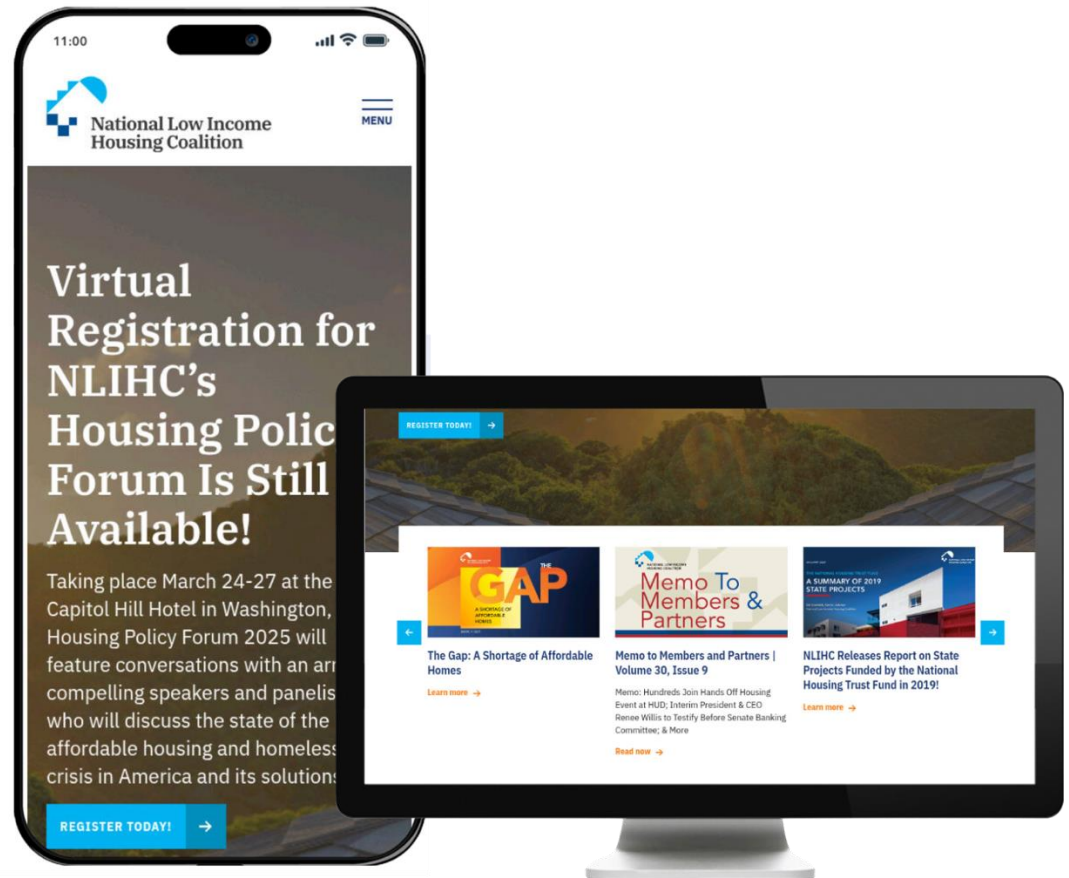 11:00
National Low Income
Housing Coalition
MENU
Virtual
Registration for
NLIHC's
Housing Polic
Forum Is Still
Available!
Taking place March 24-27 at the
Capitol Hill Hotel in Washington,
Housing Policy Forum 2025 will
feature conversations with an arr
compelling speakers and panelis
who will discuss the state of the
affordable housing and homeless
crisis in America and its solution
REGISTER TODAY!
REGISTER TODAY!
THE
GAP
A SHORTAGE OF
AFFORDABLE
HOMES
The Gap: A Shortage of Affordable
Homes
Learn more
NATIONAL LOW INCOME
HOUSING COALITION
Memo To
Members &
Partners
Memo to Members and Partners |
Volume 30, Issue 9
Memo: Hundreds Join Hands Off Housing
Event at HUD; Interim President & CEO
Renee Willis to Testify Before Senate Banking
Committee; & More
Read now
A SUMMARY OF 2019
STATE PROJECTS
NLIHC Releases Report on State
Projects Funded by the National
Housing Trust Fund in 2019!
Learn more